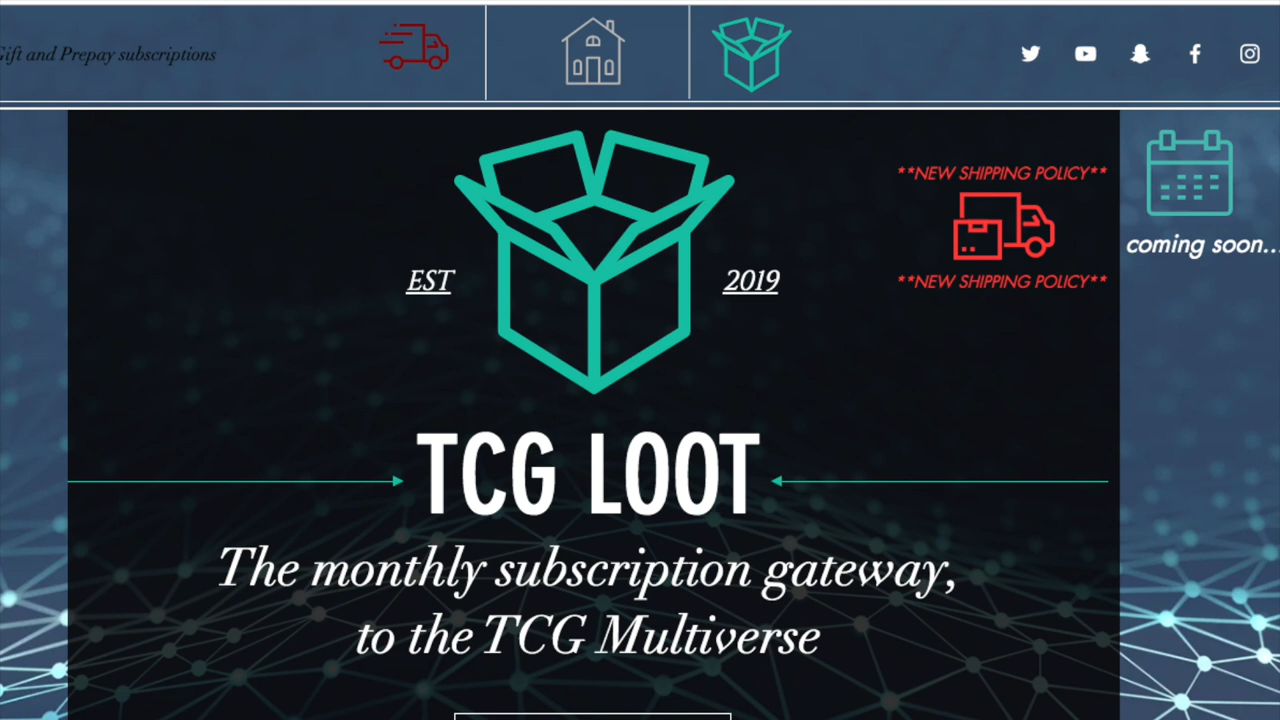 Gift and Prepay subscriptions
**NEW SHIPPING POLICY**
coming soon...
EST
2019
**NEW SHIPPING POLICY**
TCG LOOT
The monthly subscription gateway,
to the TCG Multiverse